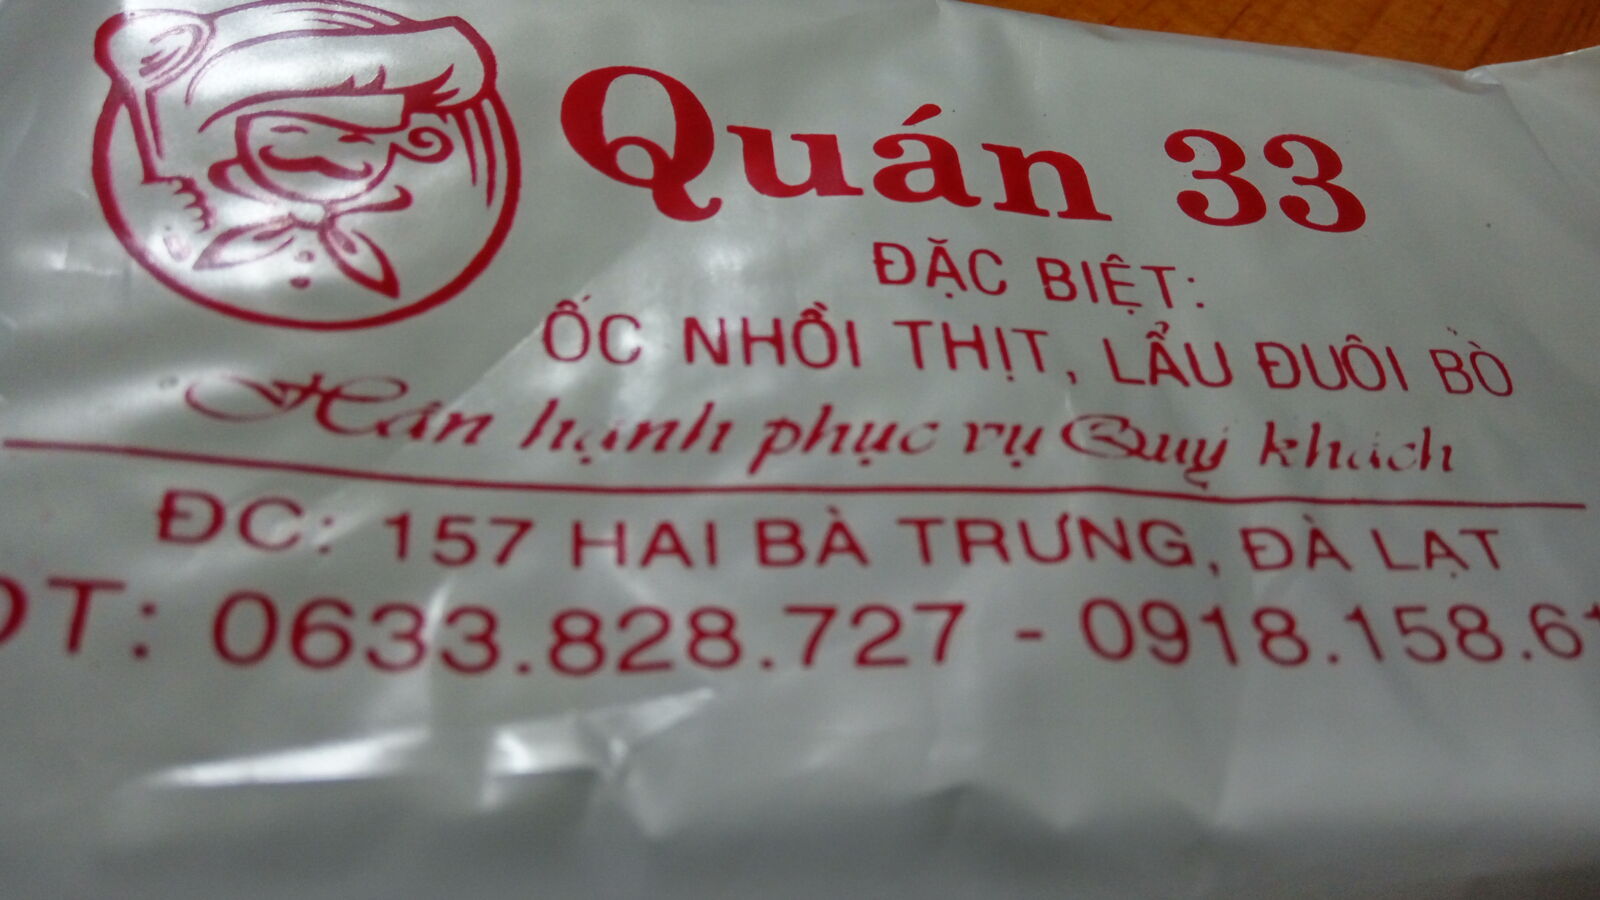 Quán 33
ĐẶC BIỆT:
ỐC NHỒI THỊT, LẨU ĐUÔI BÒ
Hân hạnh phục vụ Quý khách
ĐC: 157 HAI BÀ TRƯNG, ĐÀ LẠT
ĐT: 0633.828.727 - 0918.158.61